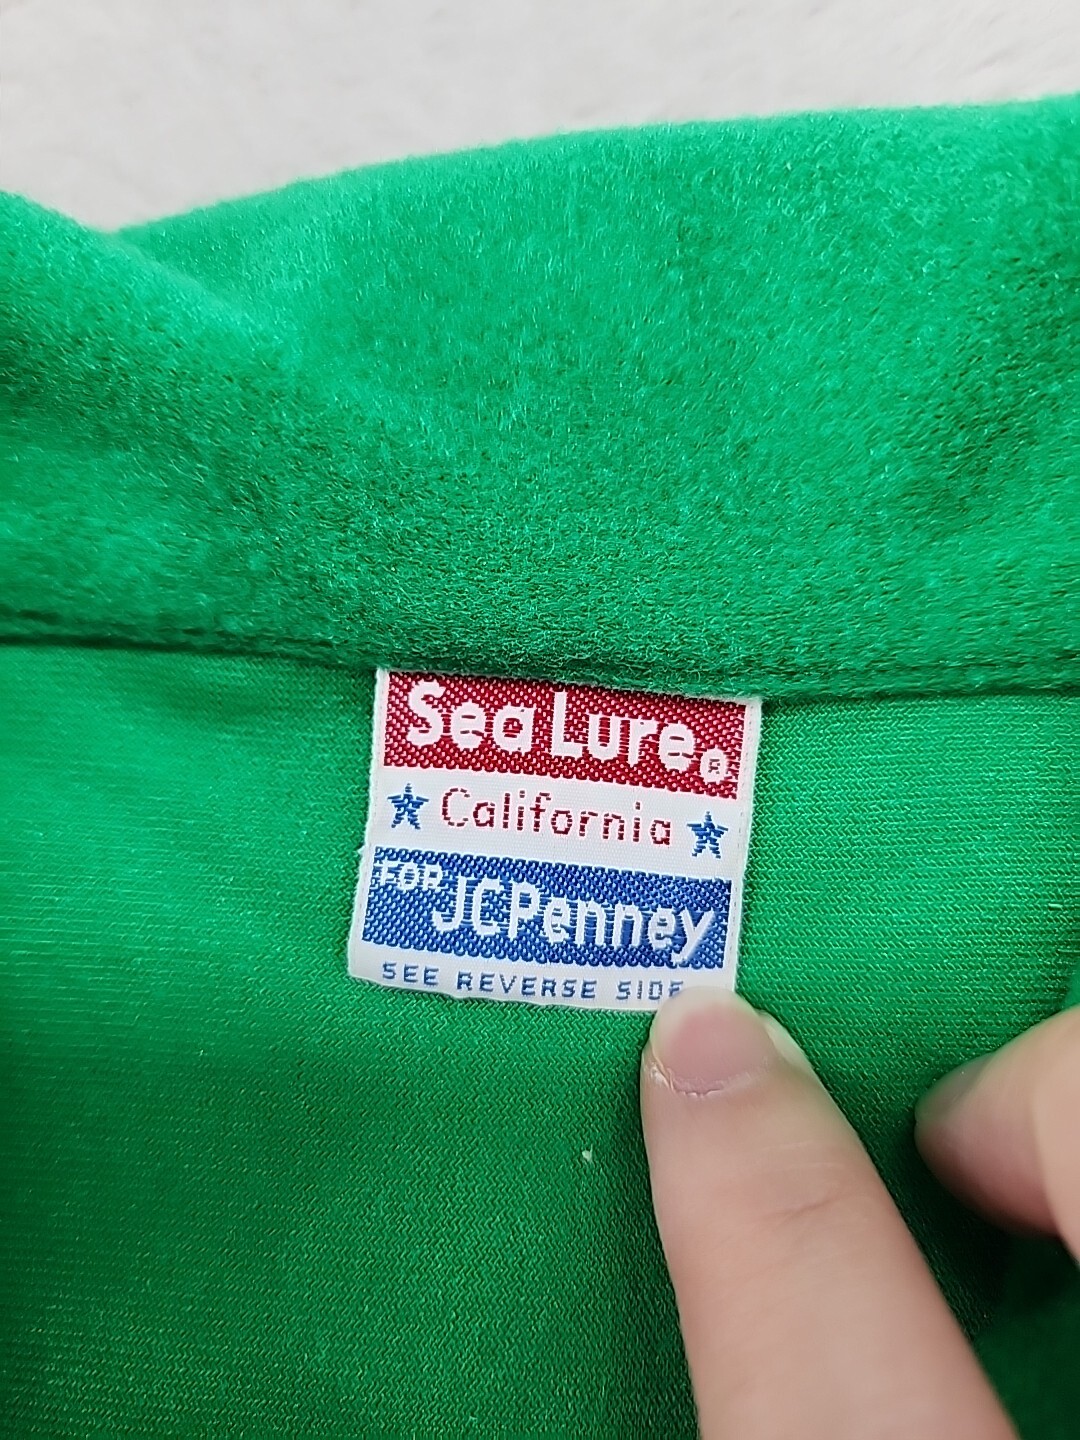 Sea Lure®
California
FOR JCPenney
SEE REVERSE SIDE